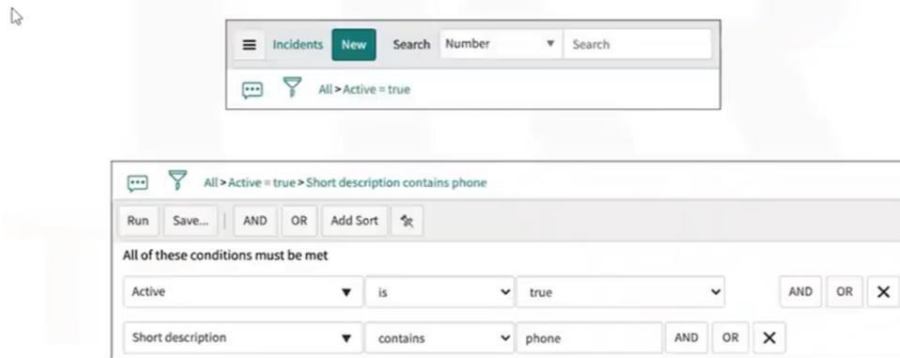 Incidents New Search Number Search
All > Active = true
All > Active = true > Short description contains phone
Run Save... AND OR Add Sort
All of these conditions must be met
Active is true AND OR
Short description contains phone AND OR